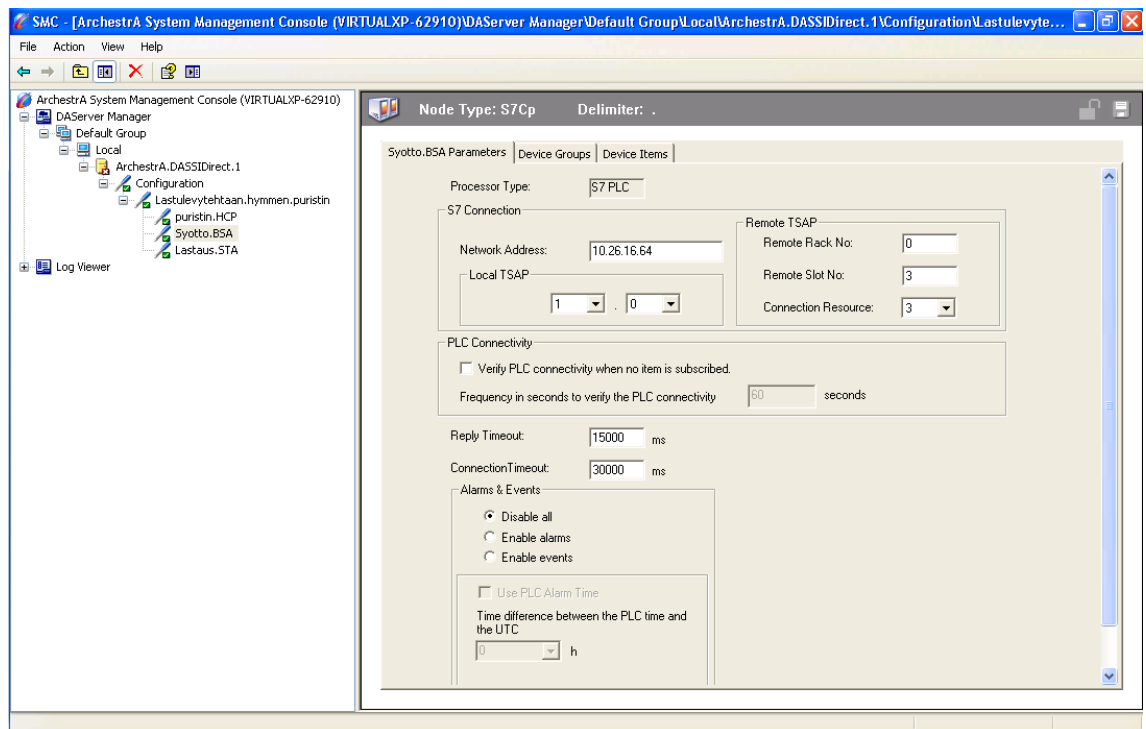 SMC - [ArchestrA System Management Console (VIRTUALXP-62910)\DAServer Manager\Default Group\Local\ArchestrA.DASSIDirect.1\Configuration\Lastulevyte...
File Action View Help
ArchestrA System Management Console (VIRTUALXP-62910)
DAServer Manager
Default Group
Local
ArchestrA.DASSIDirect.1
Configuration
Lastulevytehtaan.hymmen.puristin
puristin.HCP
Syotto.BSA
Lastaus.STA
Log Viewer
Node Type: S7Cp Delimiter: .
Syotto.BSA Parameters Device Groups Device Items
Processor Type: S7 PLC
S7 Connection
Network Address: 10.26.16.64
Local TSAP
1 . 0
Remote TSAP
Remote Rack No: 0
Remote Slot No: 3
Connection Resource: 3
PLC Connectivity
Verify PLC connectivity when no item is subscribed.
Frequency in seconds to verify the PLC connectivity 60 seconds
Reply Timeout: 15000 ms
ConnectionTimeout: 30000 ms
Alarms & Events
Disable all
Enable alarms
Enable events
Use PLC Alarm Time
Time difference between the PLC time and
the UTC
0 h